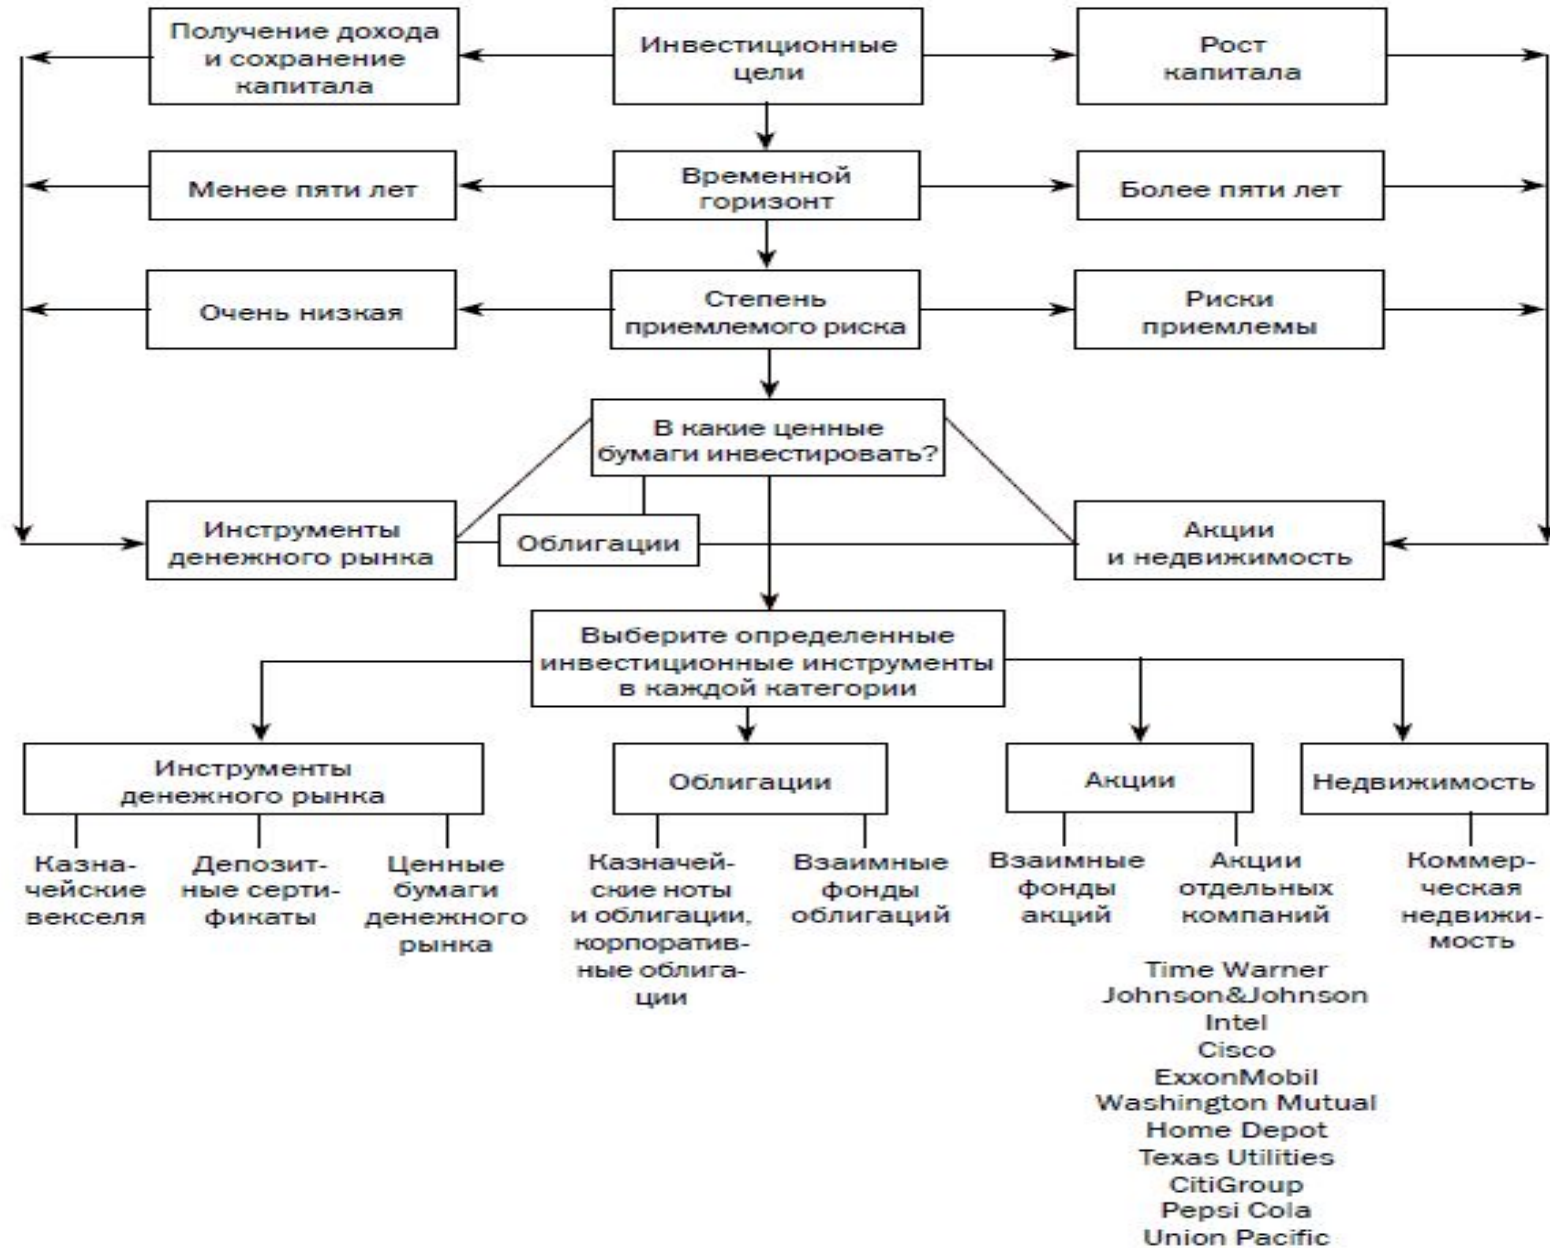 Получение дохода
и сохранение
капитала
Инвестиционные
цели
Рост
капитала
Менее пяти лет
Временной
горизонт
Более пяти лет
Очень низкая
Степень
приемлемого риска
Риски
приемлемы
В какие ценные
бумаги инвестировать?
Инструменты
денежного рынка
Облигации
Акции
и недвижимость
Выберите определенные
инвестиционные инструменты
в каждой категории
Инструменты
денежного рынка
Облигации
Акции
Недвижимость
Казна-
чейские
векселя
Депозит-
ные серти-
фикаты
Ценные
бумаги
денежного
рынка
Казначей-
ские ноты
и облигации,
корпоратив-
ные облига-
ции
Взаимные
фонды
облигаций
Взаимные
фонды
акций
Акции
отдельных
компаний
Коммер-
ческая
недвижи-
мость
Time Warner
Johnson&Johnson
Intel
Cisco
ExxonMobil
Washington Mutual
Home Depot
Texas Utilities
CitiGroup
Pepsi Cola
Union Pacific